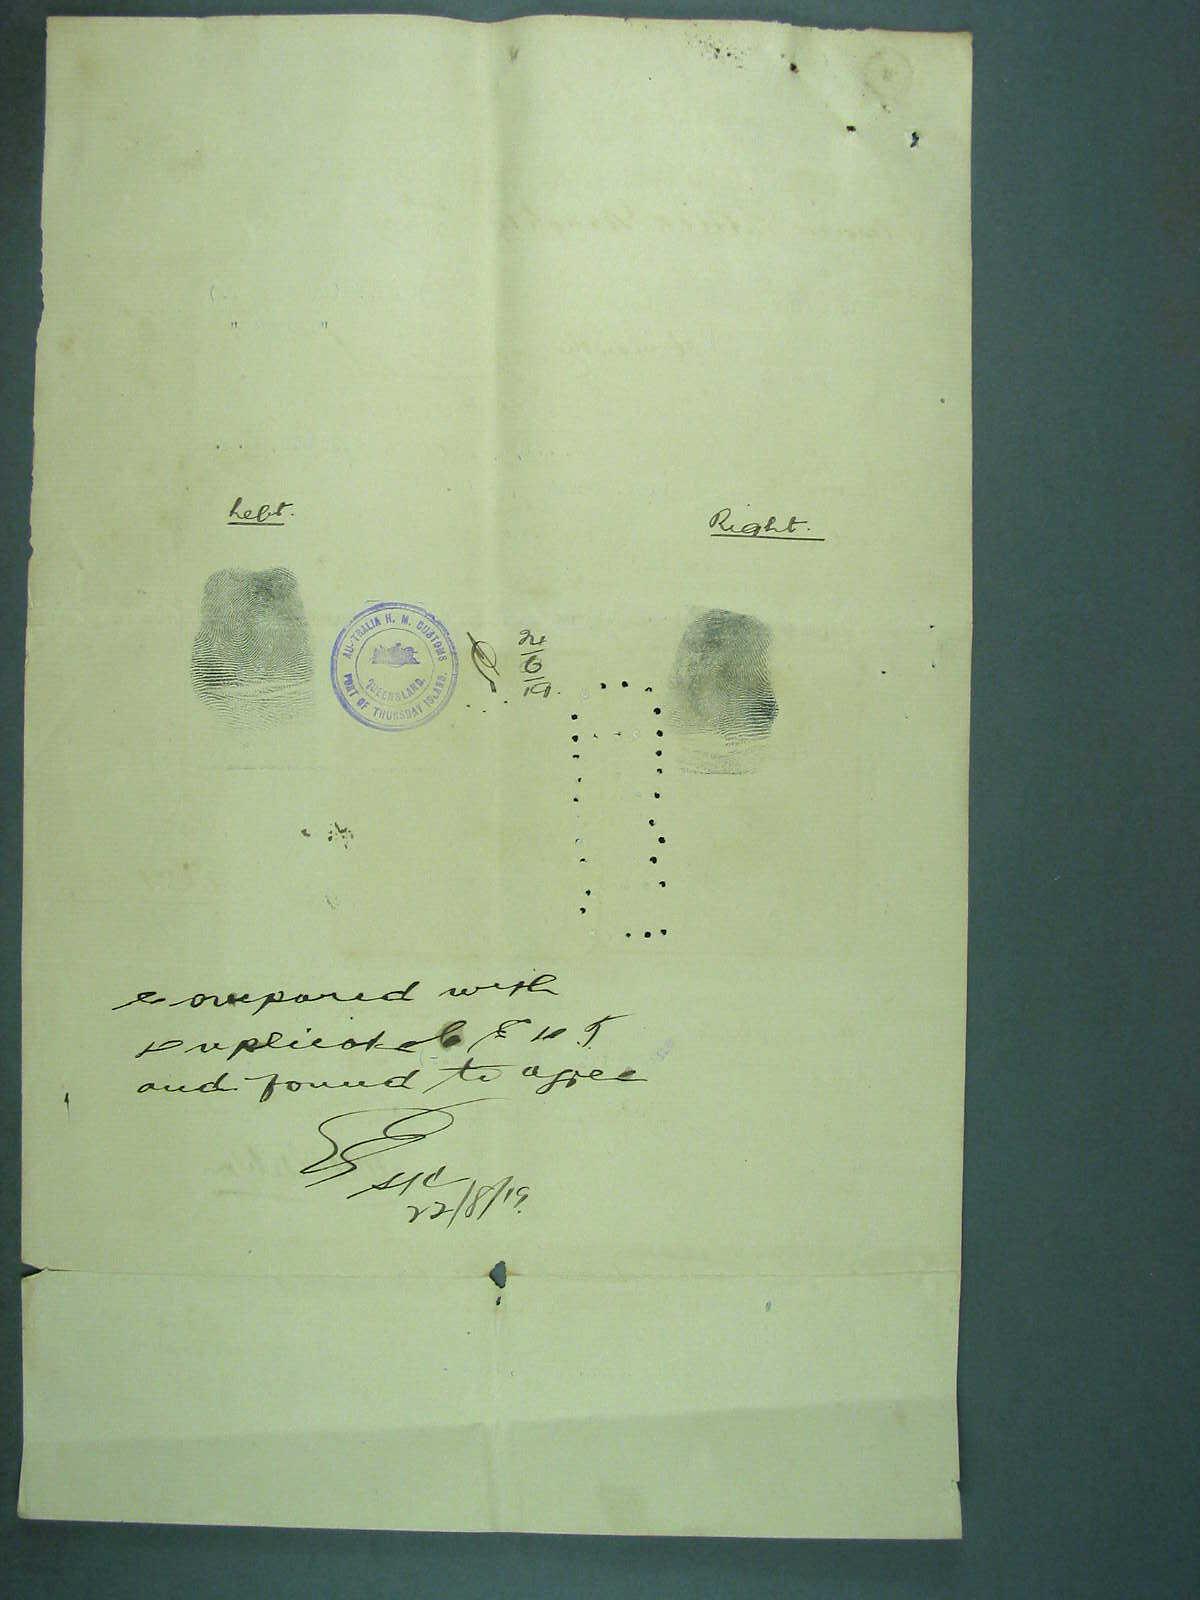 Left.
Right.
AUSTRALIA H. M. CUSTOMS
QUEENSLAND.
PORT OF THURSDAY ISLAND.
24/6/19.
Compared with
Duplicate C E D T
and found to agree
22/8/19